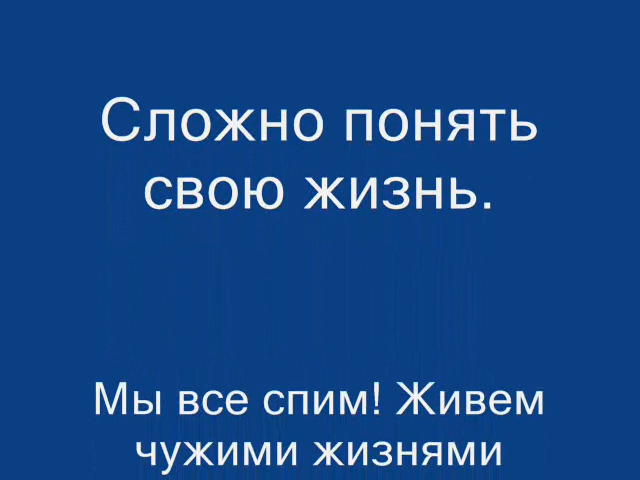 Сложно понять
свою жизнь.
Мы все спим! Живем
чужими жизнями